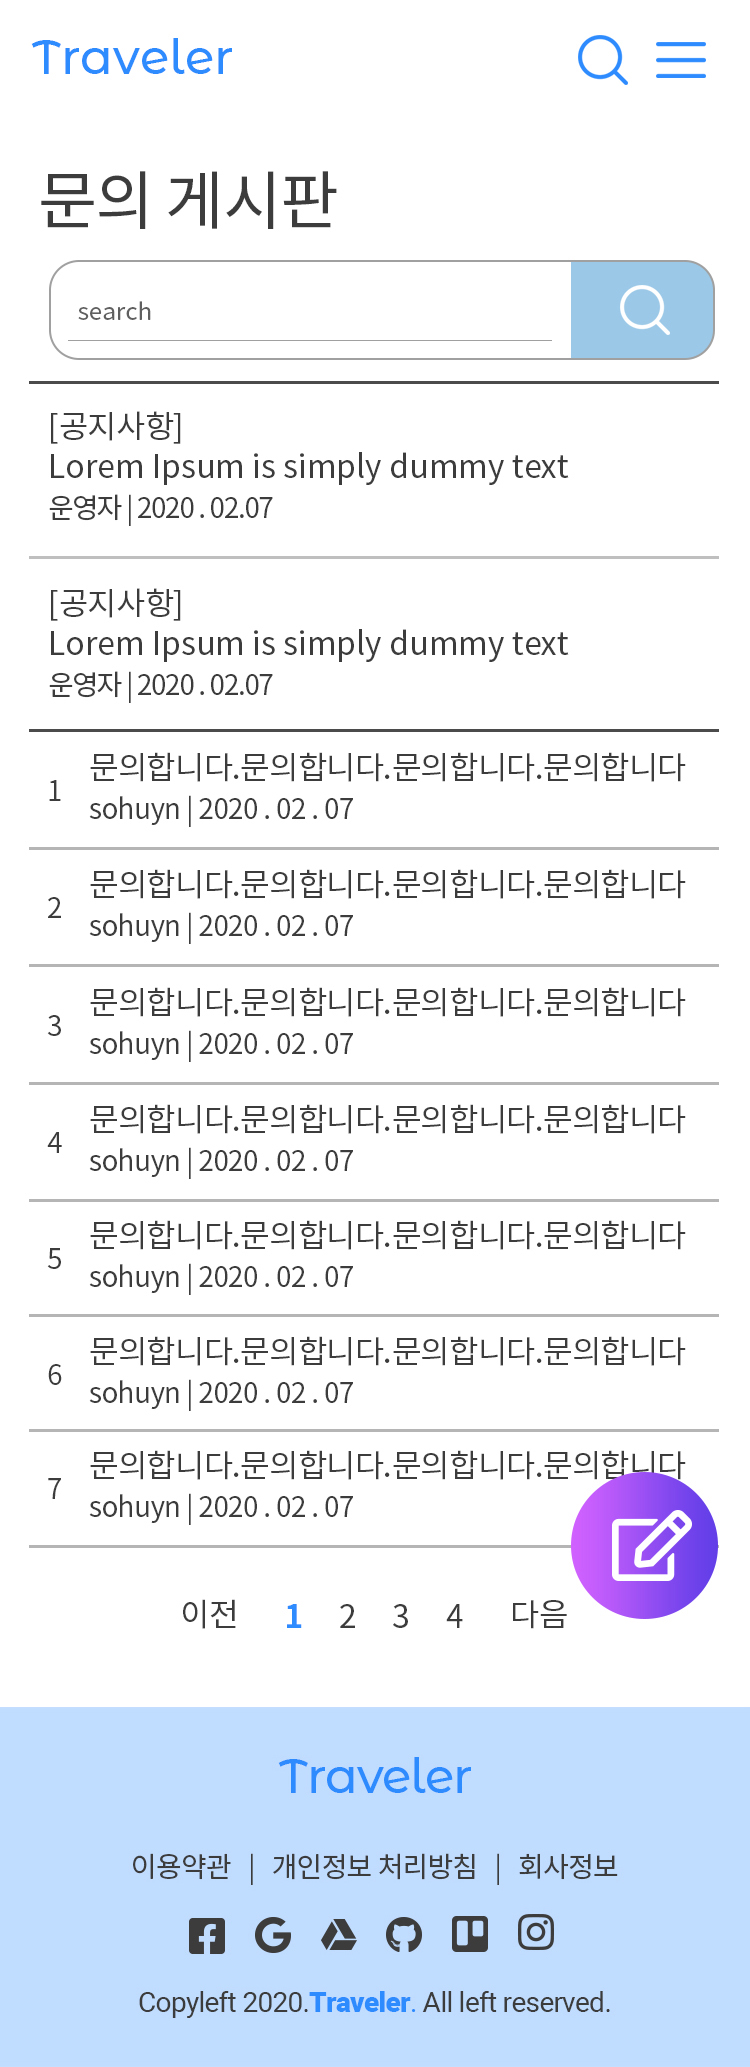 Traveler
문의 게시판
search
[공지사항]
Lorem Ipsum is simply dummy text
운영자 | 2020 . 02.07
[공지사항]
Lorem Ipsum is simply dummy text
운영자 | 2020 . 02.07
1
문의합니다.문의합니다.문의합니다.문의합니다
sohuyn | 2020 . 02 . 07
2
문의합니다.문의합니다.문의합니다.문의합니다
sohuyn | 2020 . 02 . 07
3
문의합니다.문의합니다.문의합니다.문의합니다
sohuyn | 2020 . 02 . 07
4
문의합니다.문의합니다.문의합니다.문의합니다
sohuyn | 2020 . 02 . 07
5
문의합니다.문의합니다.문의합니다.문의합니다
sohuyn | 2020 . 02 . 07
6
문의합니다.문의합니다.문의합니다.문의합니다
sohuyn | 2020 . 02 . 07
7
문의합니다.문의합니다.문의합니다.문의합니다
sohuyn | 2020 . 02 . 07
이전 1 2 3 4 다음
Traveler
이용약관 | 개인정보 처리방침 | 회사정보
Copyleft 2020.Traveler. All left reserved.